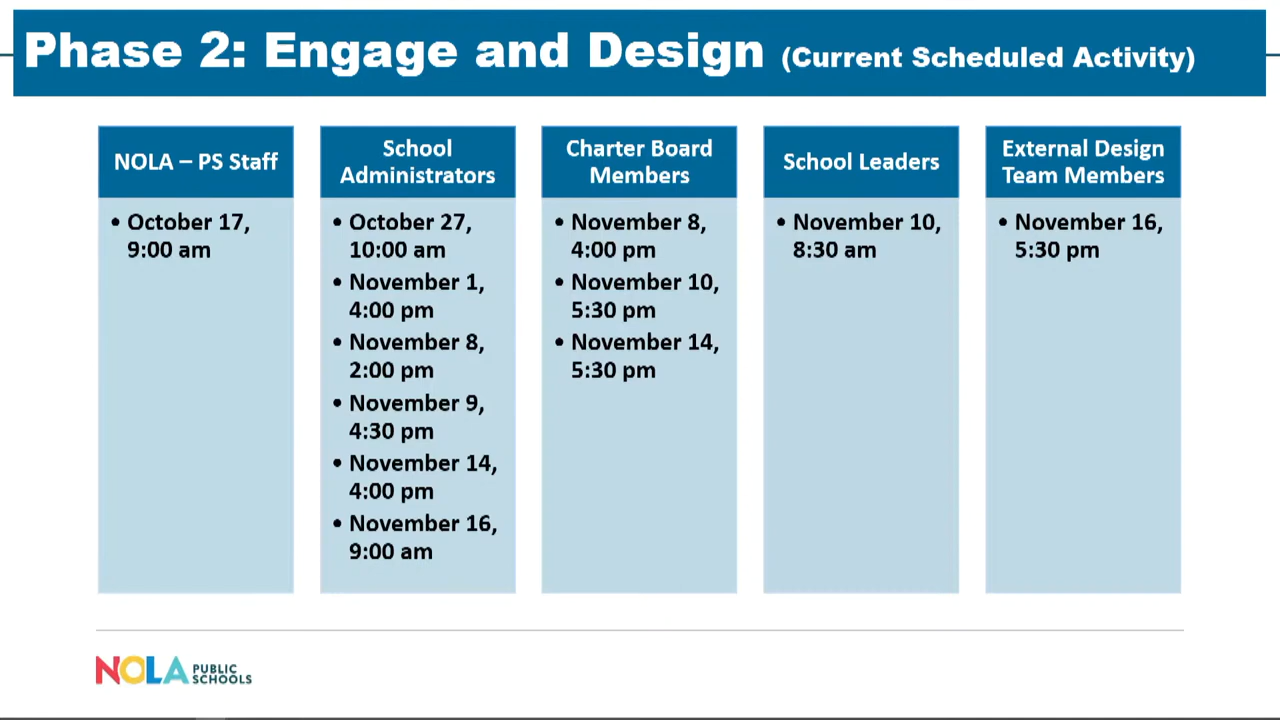 Phase 2: Engage and Design (Current Scheduled Activity)
NOLA – PS Staff
• October 17,
9:00 am
School
Administrators
• October 27,
10:00 am
• November 1,
4:00 pm
• November 8,
2:00 pm
• November 9,
4:30 pm
• November 14,
4:00 pm
• November 16,
9:00 am
Charter Board
Members
• November 8,
4:00 pm
• November 10,
5:30 pm
• November 14,
5:30 pm
School Leaders
• November 10,
8:30 am
External Design
Team Members
• November 16,
5:30 pm
NOLA PUBLIC
SCHOOLS